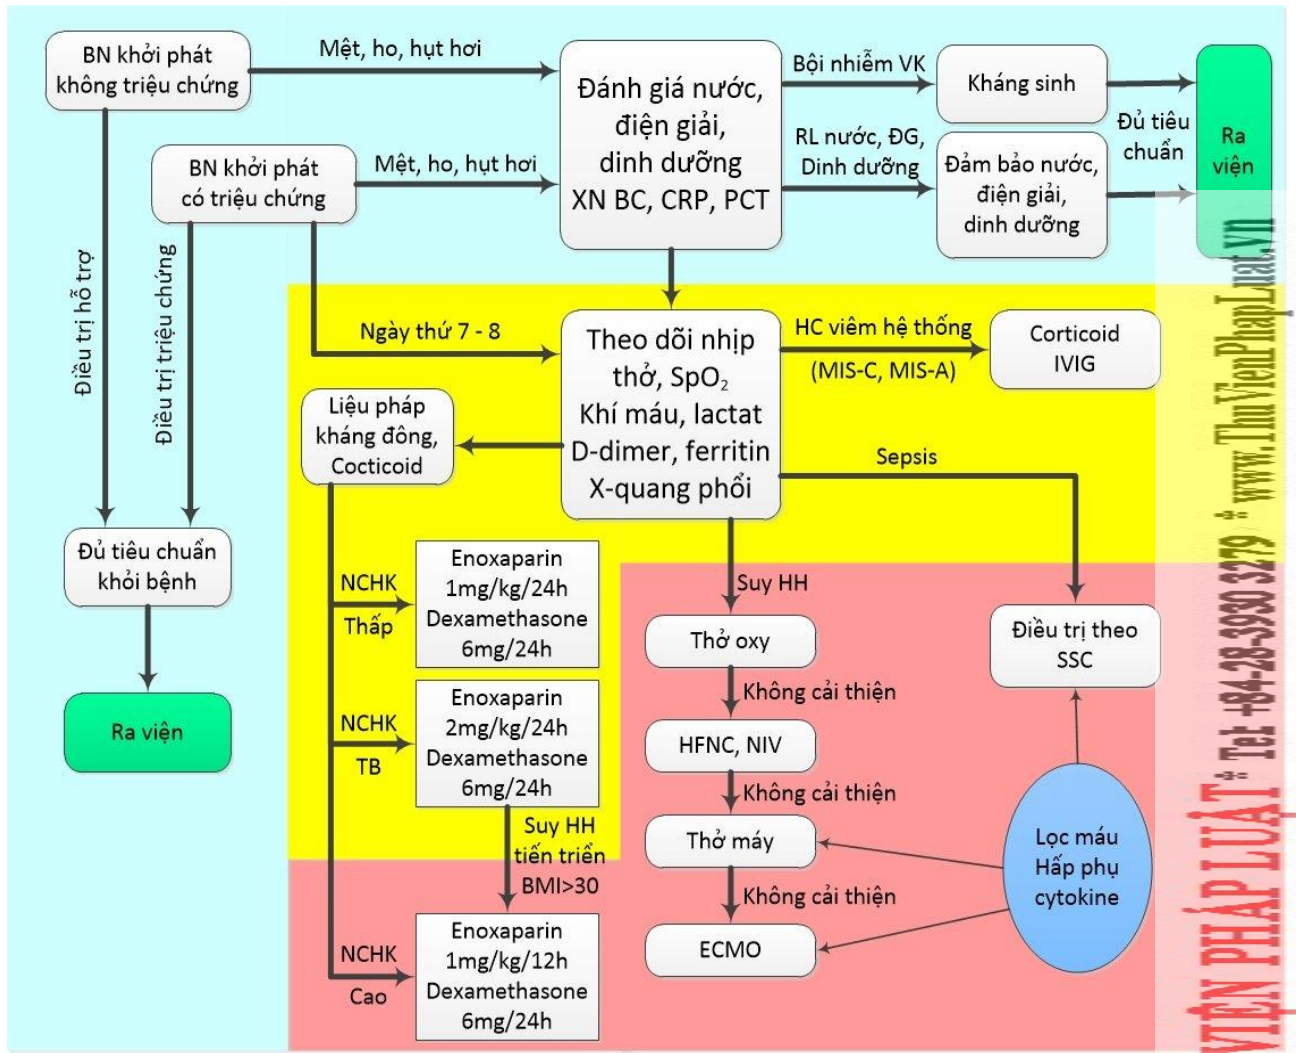 BN khởi phát
không triệu chứng
Mệt, ho, hụt hơi
Đánh giá nước,
điện giải,
dinh dưỡng
XN BC, CRP, PCT
Bội nhiễm VK
Kháng sinh
Đủ tiêu
chuẩn
Ra
viện
BN khởi phát
có triệu chứng
Mệt, ho, hụt hơi
RL nước, ĐG,
Dinh dưỡng
Đảm bảo nước,
điện giải,
dinh dưỡng
Điều trị hỗ trợ
Điều trị triệu chứng
Ngày thứ 7 - 8
Theo dõi nhịp
thở, SpO₂
Khí máu, lactat
D-dimer, ferritin
X-quang phổi
HC viêm hệ thống
(MIS-C, MIS-A)
Corticoid
IVIG
Liệu pháp
kháng đông,
Cocticoid
Sepsis
Đủ tiêu chuẩn
khỏi bệnh
Ra viện
NCHK
Thấp
Enoxaparin
1mg/kg/24h
Dexamethasone
6mg/24h
NCHK
TB
Enoxaparin
2mg/kg/24h
Dexamethasone
6mg/24h
Suy HH
tiến triển
BMI>30
NCHK
Cao
Enoxaparin
1mg/kg/12h
Dexamethasone
6mg/24h
Suy HH
Thở oxy
Không cải thiện
HFNC, NIV
Không cải thiện
Thở máy
Không cải thiện
ECMO
Điều trị theo
SSC
Lọc máu
Hấp phụ
cytokine
VIỆN PHÁP LUẬT * Tel: +84-28-3930 3279 * www.ThuVienPhapLuat.vn